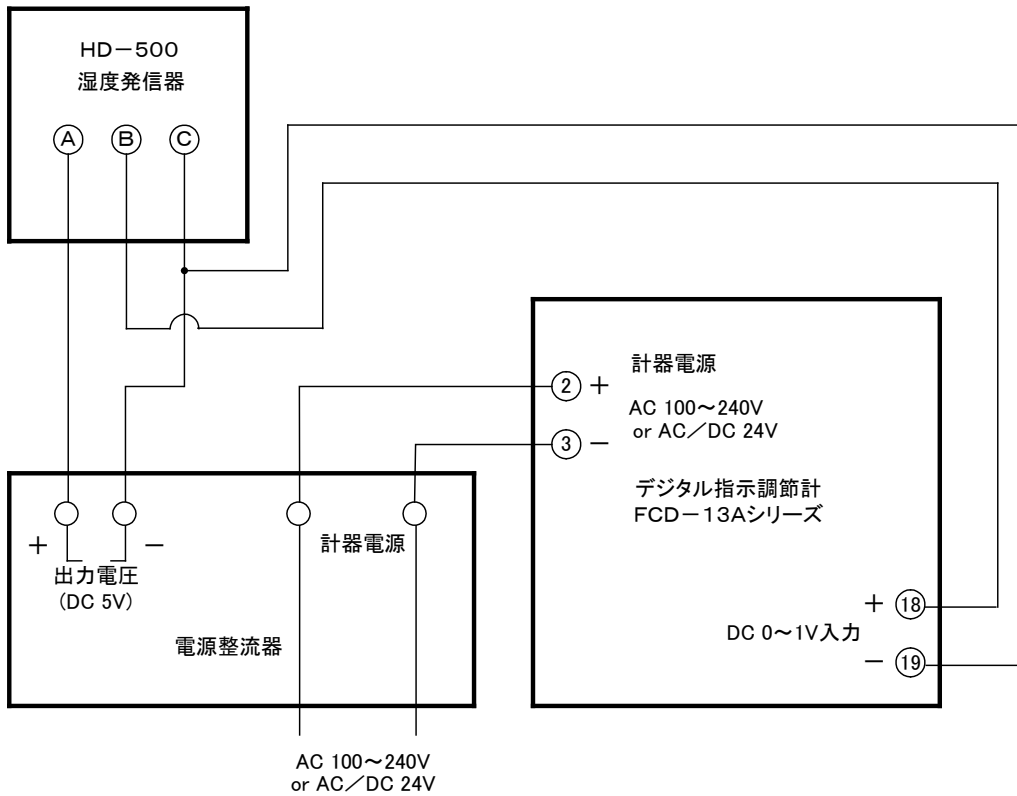 HD－500
湿度発信器
A B C
計器電源
2 ＋
AC 100～240V
or AC／DC 24V
3 －
デジタル指示調節計
FCD－13Aシリーズ
＋ －
計器電源
出力電圧
(DC 5V)
電源整流器
＋ 18
DC 0～1V入力
－ 19
AC 100～240V
or AC／DC 24V